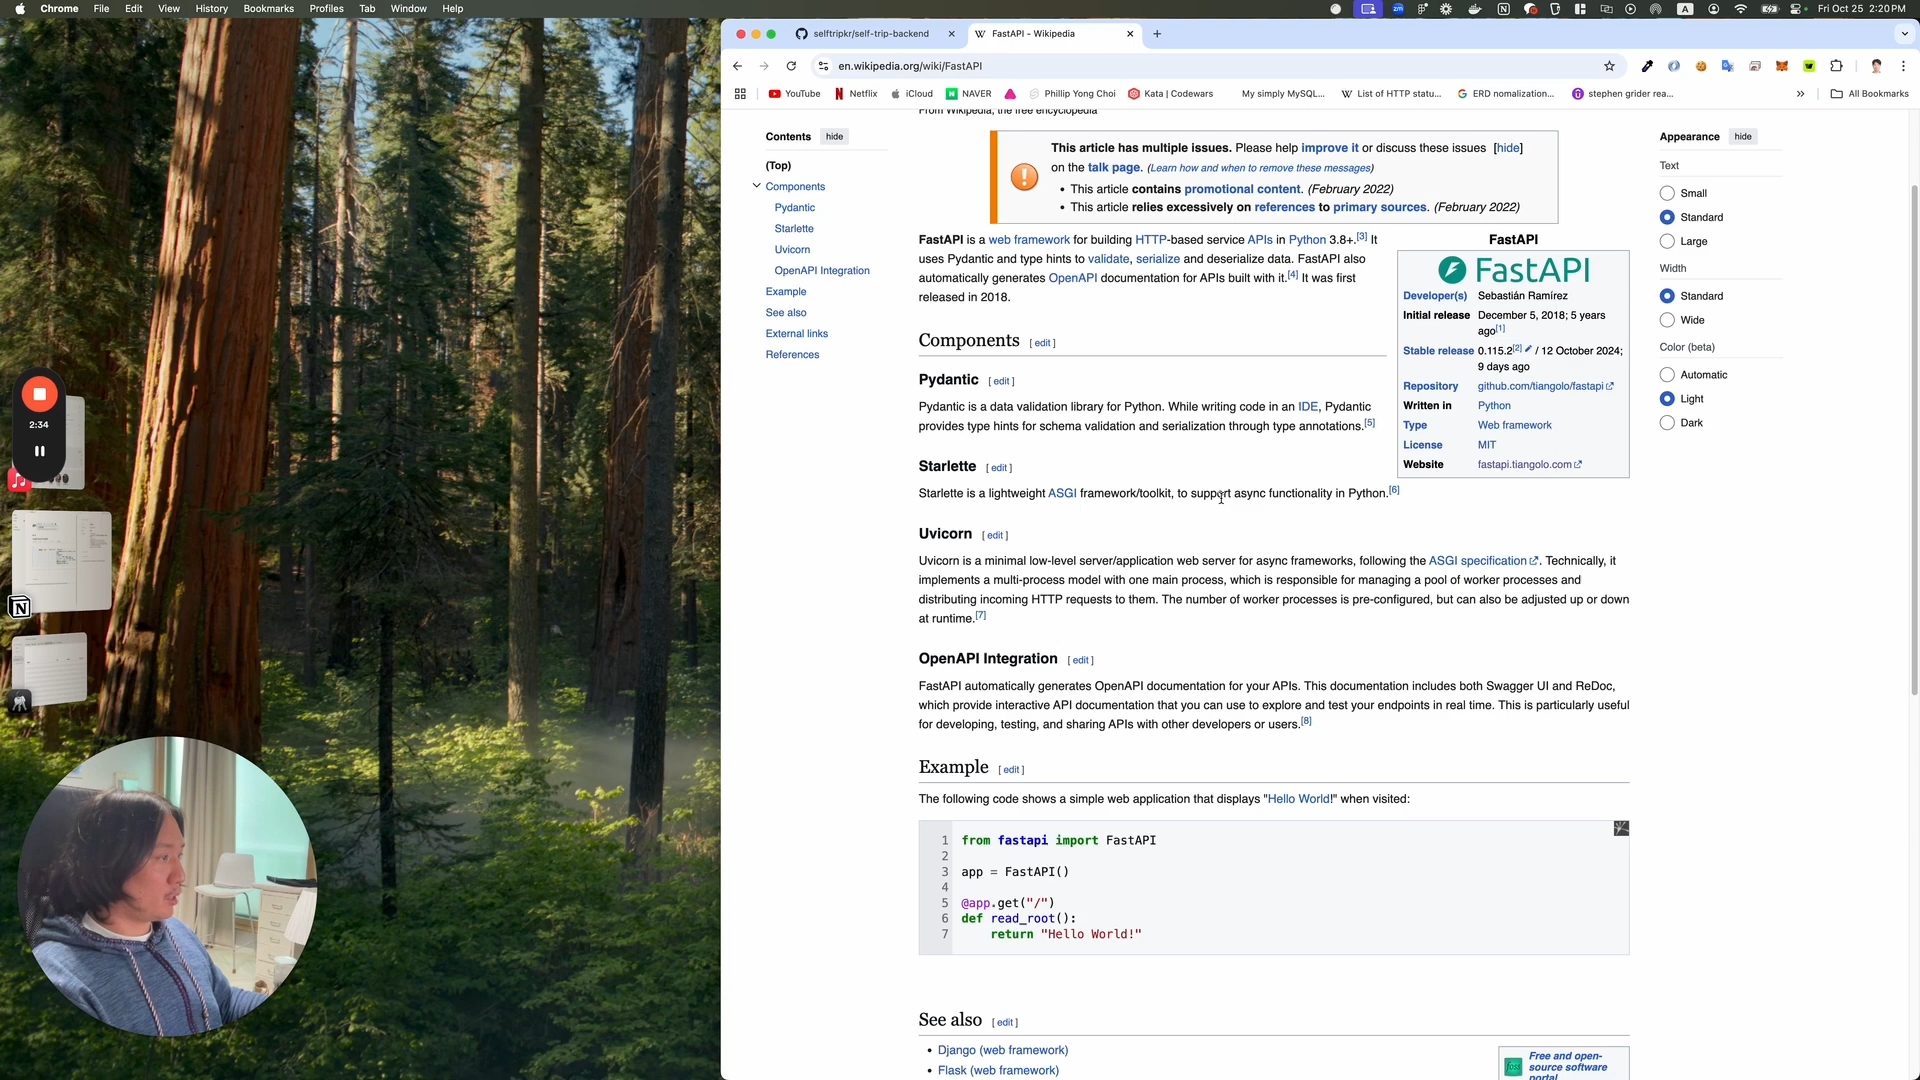 Chrome File Edit View History Bookmarks Profiles Tab Window Help
A
Fri Oct 25 2:20 PM
selftripkr/self-trip-backend
FastAPI - Wikipedia
en.wikipedia.org/wiki/FastAPI
YouTube
Netflix
iCloud
NAVER
Phillip Yong Choi
Kata | Codewars
My simply MySQL...
List of HTTP statu...
ERD nomalization...
stephen grider rea...
All Bookmarks
From Wikipedia, the free encyclopedia
Contents hide
(Top)
Components
Pydantic
Starlette
Uvicorn
OpenAPI Integration
Example
See also
External links
References
This article has multiple issues. Please help improve it or discuss these issues [hide]
on the talk page. (Learn how and when to remove these messages)
• This article contains promotional content. (February 2022)
• This article relies excessively on references to primary sources. (February 2022)
FastAPI is a web framework for building HTTP-based service APIs in Python 3.8+.[3] It
uses Pydantic and type hints to validate, serialize and deserialize data. FastAPI also
automatically generates OpenAPI documentation for APIs built with it.[4] It was first
released in 2018.
FastAPI
FastAPI
Developer(s) Sebastián Ramírez
Initial release December 5, 2018; 5 years
ago[1]
Stable release 0.115.2[2] / 12 October 2024;
9 days ago
Repository github.com/tiangolo/fastapi
Written in Python
Type Web framework
License MIT
Website fastapi.tiangolo.com
Components [ edit ]
Pydantic [ edit ]
Pydantic is a data validation library for Python. While writing code in an IDE, Pydantic
provides type hints for schema validation and serialization through type annotations.[5]
Starlette [ edit ]
Starlette is a lightweight ASGI framework/toolkit, to support async functionality in Python.[6]
Uvicorn [ edit ]
Uvicorn is a minimal low-level server/application web server for async frameworks, following the ASGI specification. Technically, it
implements a multi-process model with one main process, which is responsible for managing a pool of worker processes and
distributing incoming HTTP requests to them. The number of worker processes is pre-configured, but can also be adjusted up or down
at runtime.[7]
OpenAPI Integration [ edit ]
FastAPI automatically generates OpenAPI documentation for your APIs. This documentation includes both Swagger UI and ReDoc,
which provide interactive API documentation that you can use to explore and test your endpoints in real time. This is particularly useful
for developing, testing, and sharing APIs with other developers or users.[8]
Example [ edit ]
The following code shows a simple web application that displays "Hello World!" when visited:
1 from fastapi import FastAPI
2
3 app = FastAPI()
4
5 @app.get("/")
6 def read_root():
7     return "Hello World!"
See also [ edit ]
• Django (web framework)
• Flask (web framework)
Free and open-
source software
portal
Appearance hide
Text
Small
Standard
Large
Width
Standard
Wide
Color (beta)
Automatic
Light
Dark
2:34